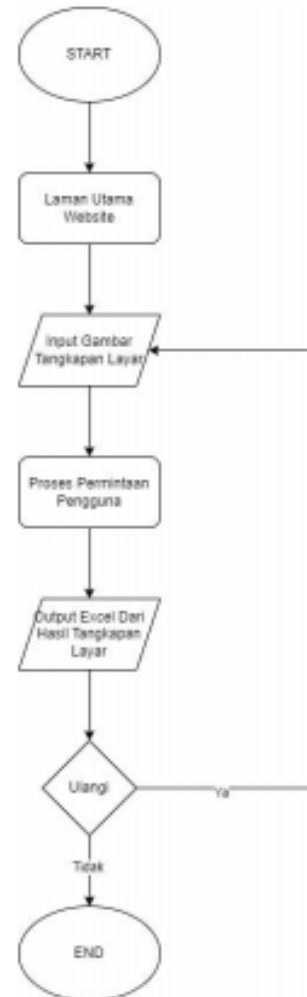 START
Laman Utama
Website
Input Gambar
Tangkapan Layar
Proses Permintaan
Pengguna
Output Excel Dari
Hasil Tangkapan
Layar
Ulangi
Ya
Tidak
END